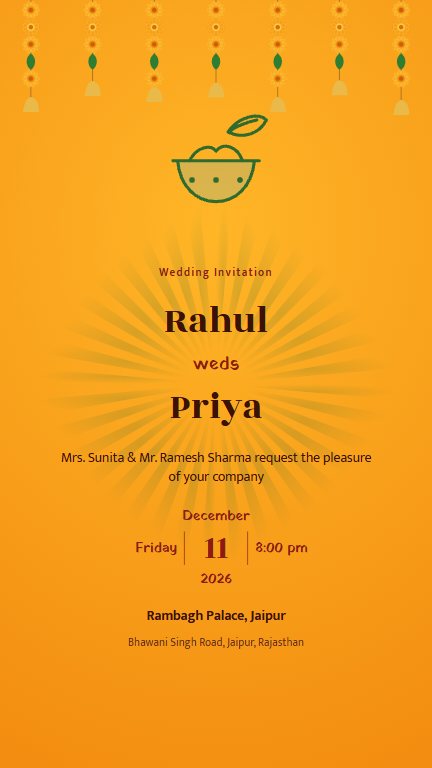 Wedding Invitation
Rahul
weds
Priya
Mrs. Sunita & Mr. Ramesh Sharma request the pleasure
of your company
December
Friday 11 8:00 pm
2026
Rambagh Palace, Jaipur
Bhawani Singh Road, Jaipur, Rajasthan